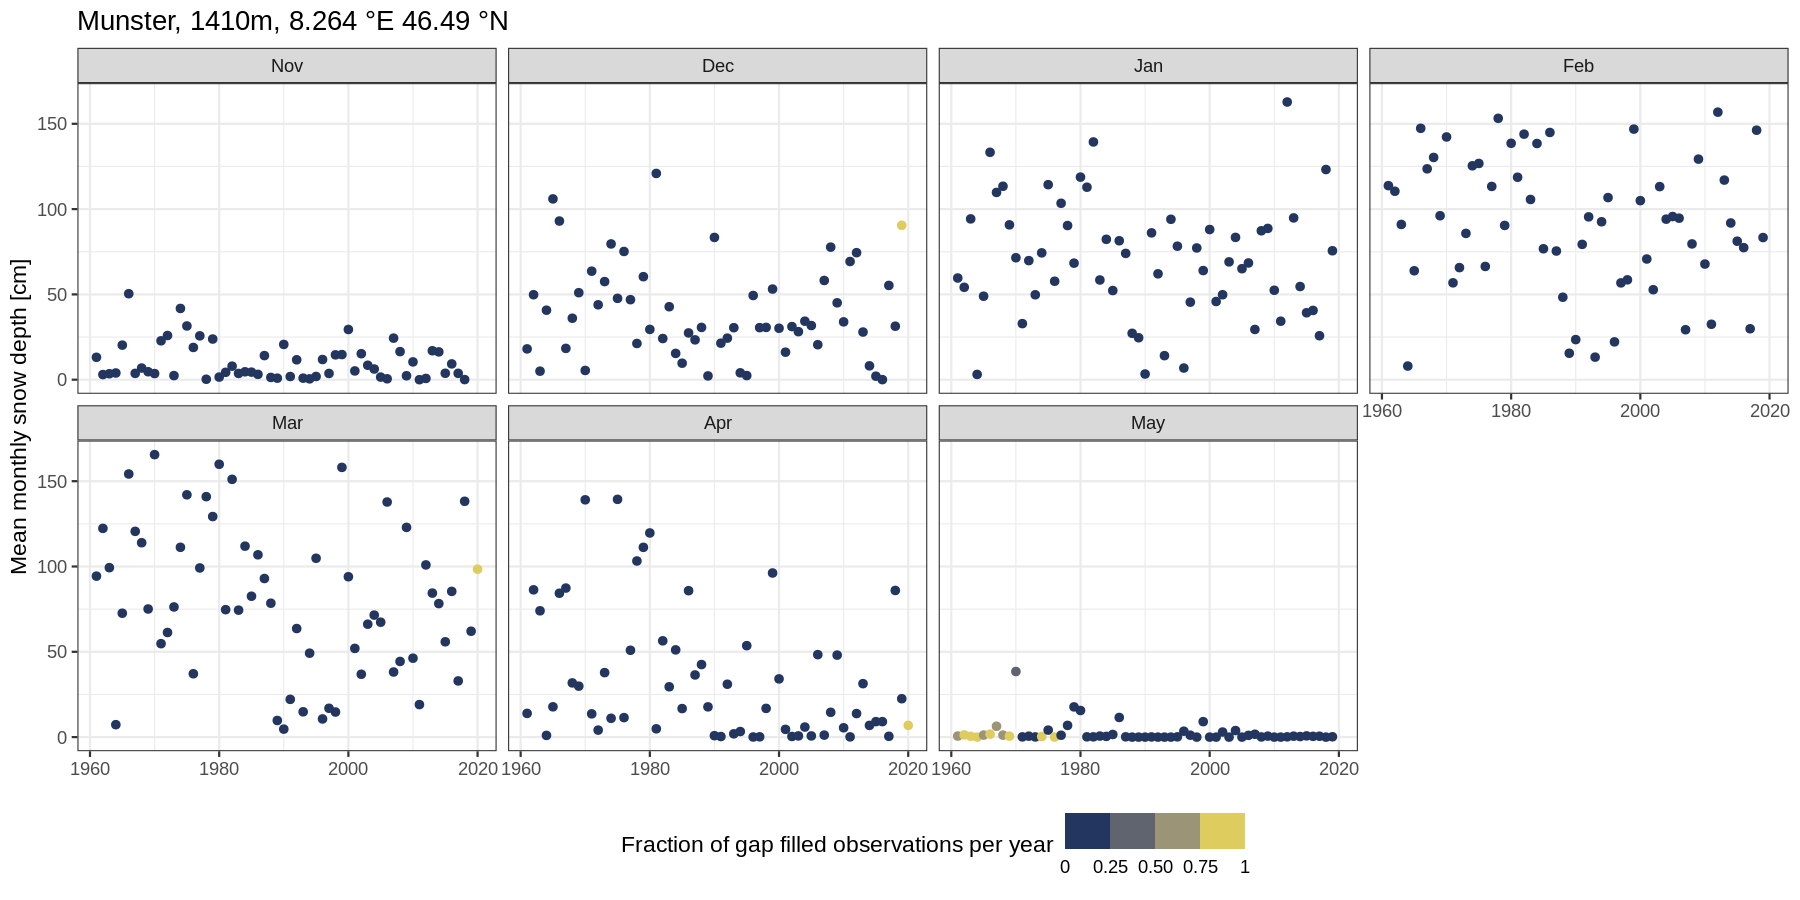 Munster, 1410m, 8.264 °E 46.49 °N
Nov
Dec
Jan
Feb
Mean monthly snow depth [cm]
150
100
50
0
1960 1980 2000 2020
Mar
Apr
May
150
100
50
0
1960 1980 2000 2020
1960 1980 2000 2020
1960 1980 2000 2020
Fraction of gap filled observations per year
0 0.25 0.50 0.75 1